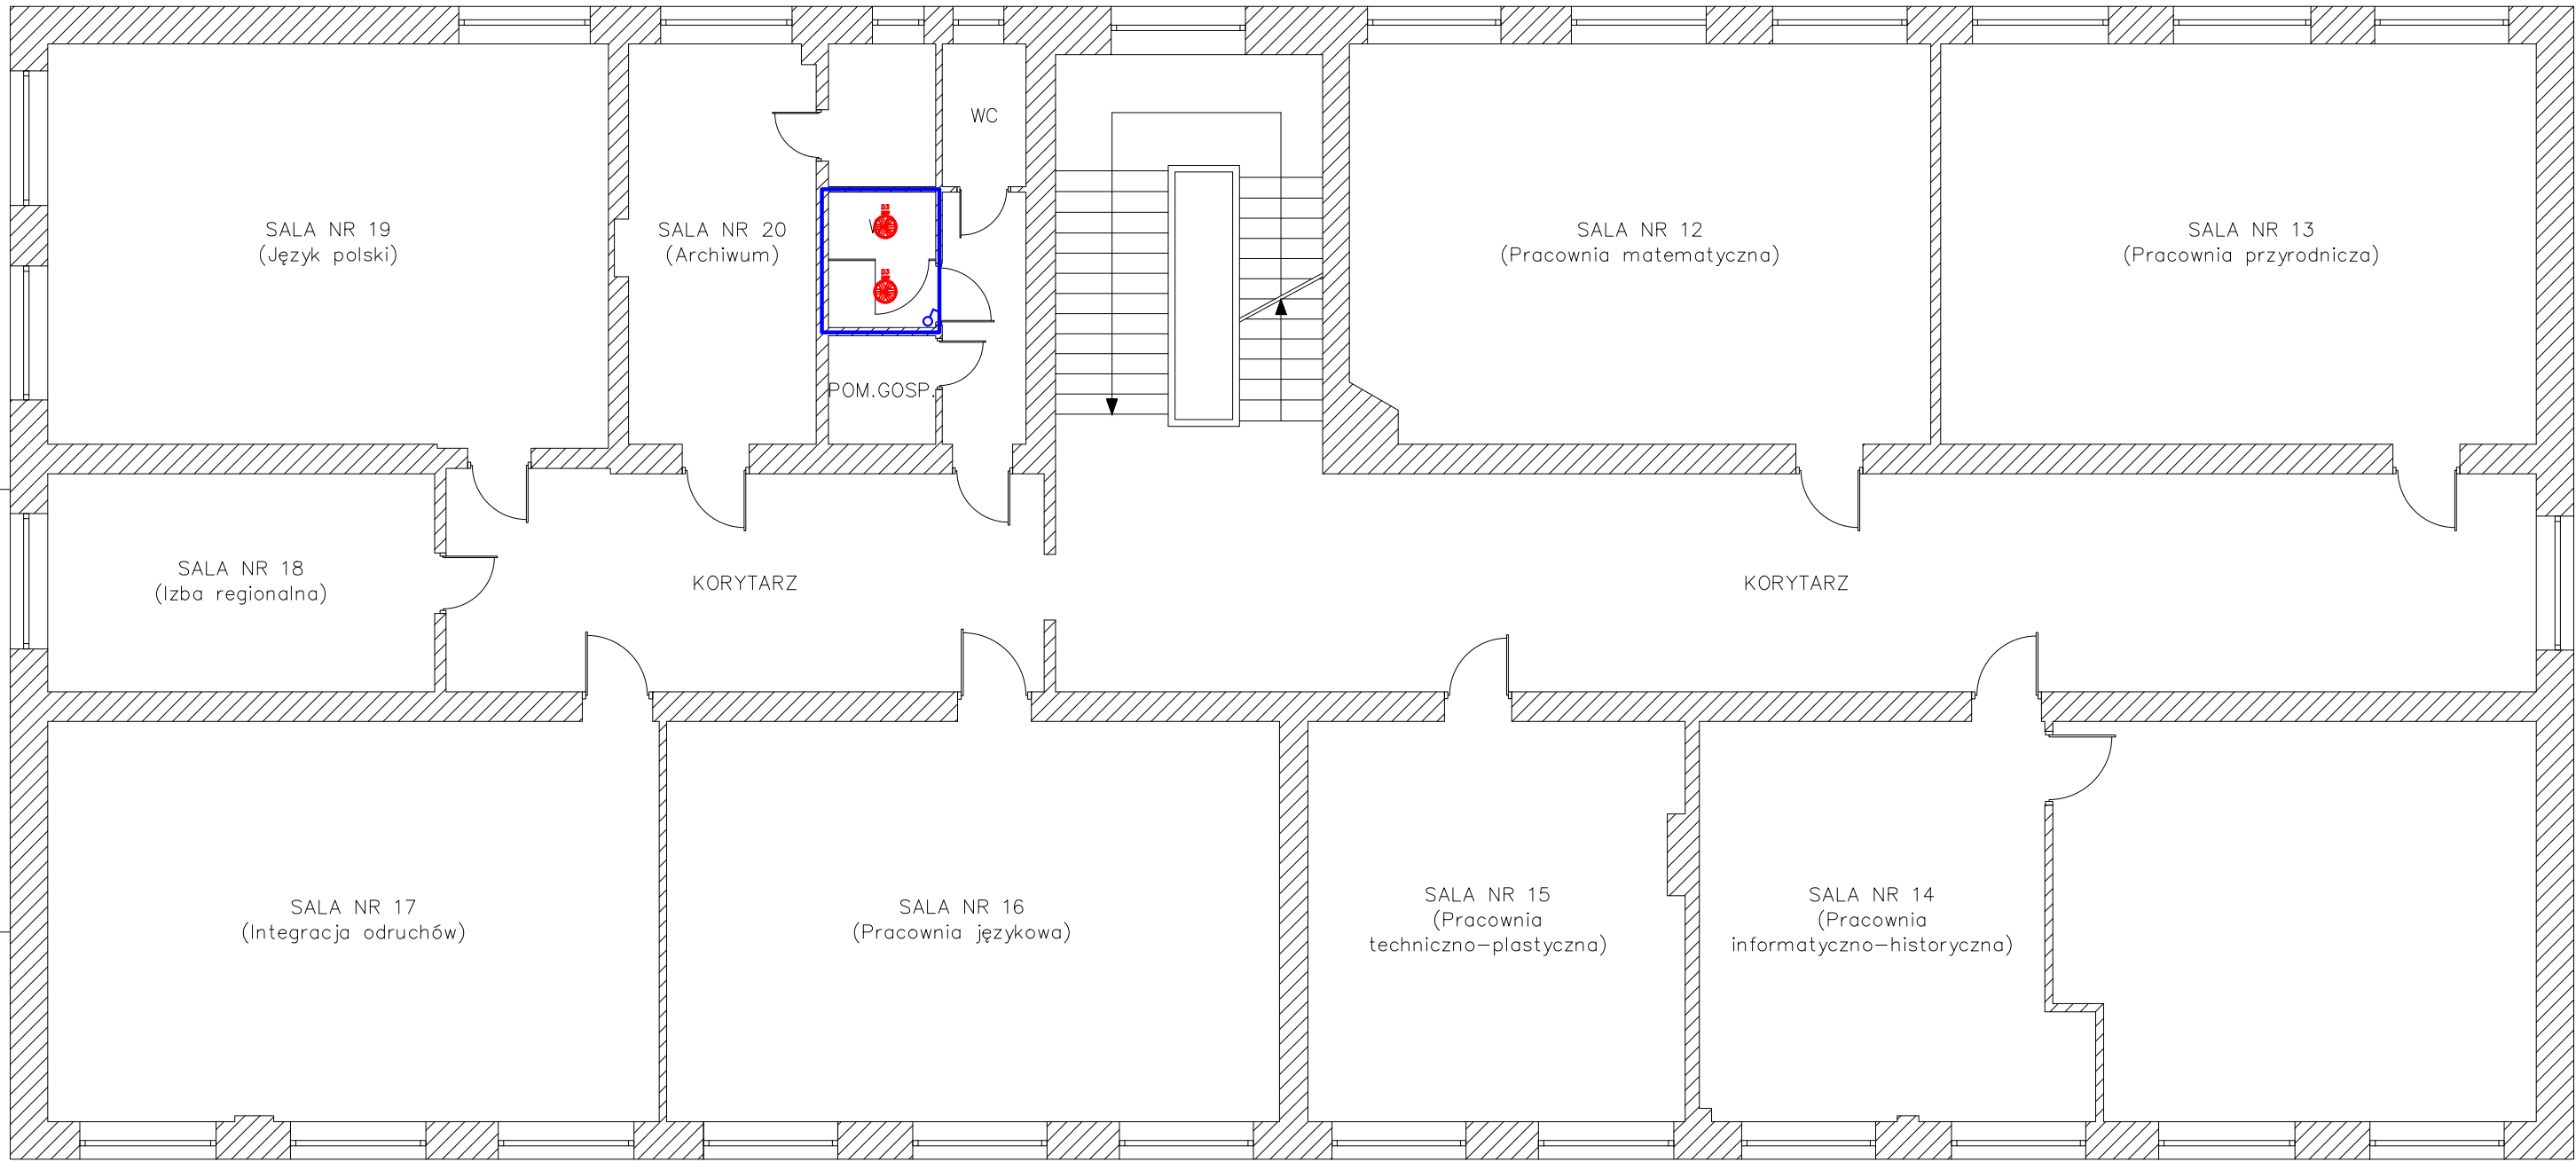 WC
SALA NR 19
(Język polski)
SALA NR 20
(Archiwum)
SALA NR 12
(Pracownia matematyczna)
SALA NR 13
(Pracownia przyrodnicza)
POM.GOSP.
SALA NR 18
(Izba regionalna)
KORYTARZ
KORYTARZ
SALA NR 17
(Integracja odruchów)
SALA NR 16
(Pracownia językowa)
SALA NR 15
(Pracownia
techniczno-plastyczna)
SALA NR 14
(Pracownia
informatyczno-historyczna)